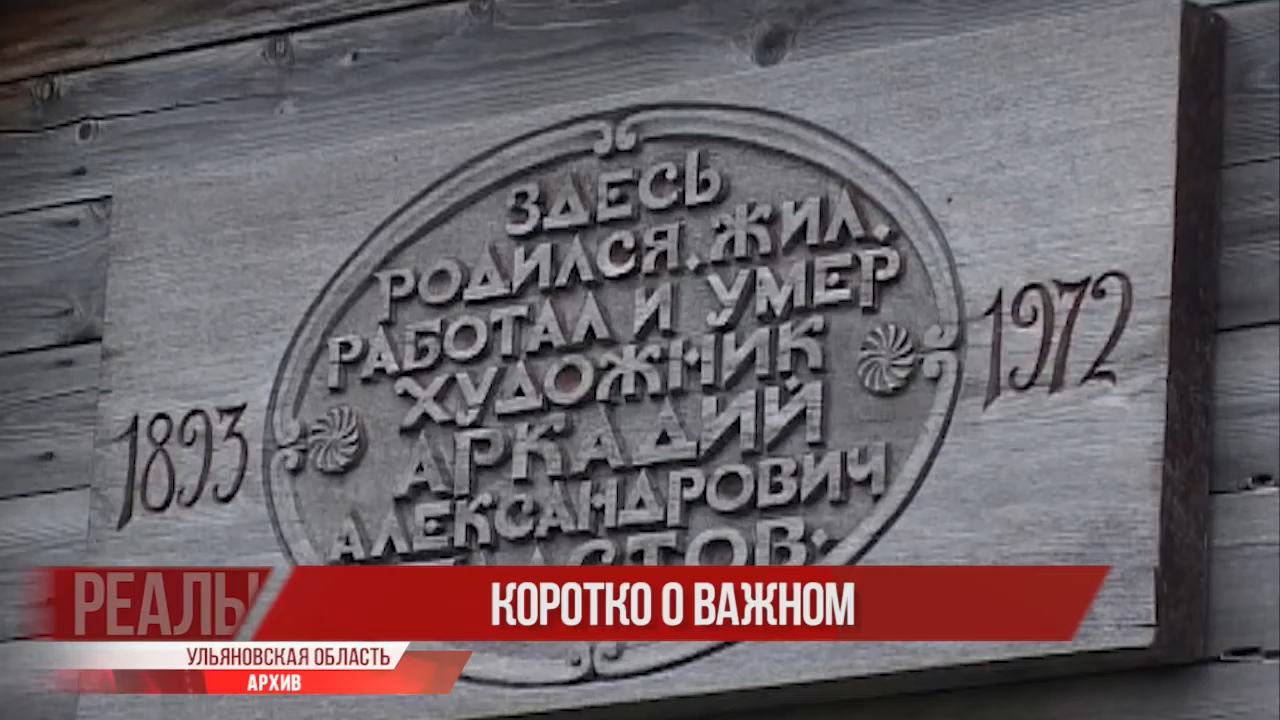 ЗДЕСЬ
РОДИЛСЯ, ЖИЛ,
РАБОТАЛ И УМЕР
ХУДОЖНИК
АРКАДИЙ
АЛЕКСАНДРОВИЧ
1893
1972
РЕАЛЬ
КОРОТКО О ВАЖНОМ
УЛЬЯНОВСКАЯ ОБЛАСТЬ
АРХИВ